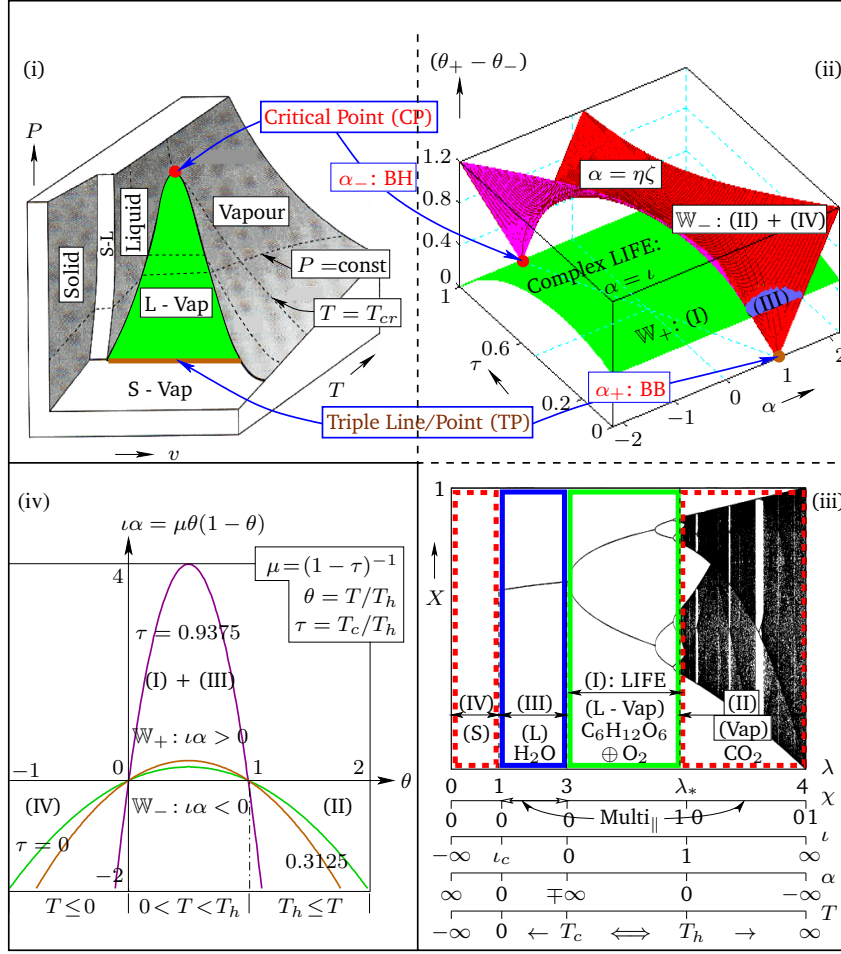 (i)
P
Critical Point (CP)
Solid
S-L
Liquid
Vapour
P = const
T = T_cr
L - Vap
S - Vap
T
Triple Line/Point (TP)
v
(θ₊ − θ₋)
(ii)
1.2
0.8
0.4
0
1
α₋: BH
α = ηζ
𝕎₋: (II) + (IV)
Complex LIFE:
α = ι
(III)
𝕎₊: (I)
τ
0.6
0.2
0
α₊: BB
−2
−1
0
1
2
α
(iv)
ια = μθ(1 − θ)
4
μ = (1 − τ)⁻¹
θ = T/T_h
τ = T_c/T_h
τ = 0.9375
(I) + (III)
𝕎₊: ια > 0
−1
0
1
2
θ
(IV)
𝕎₋: ια < 0
(II)
τ = 0
0.3125
−2
T ≤ 0
0 < T < T_h
T_h ≤ T
(iii)
1
X
(I): LIFE
(IV)
(III)
(L - Vap)
(II)
(S)
(L)
C₆H₁₂O₆
(Vap)
H₂O
⊕ O₂
CO₂
λ
0 1 3 λ* 4
χ
0 0 0 1 0 0 1
Multi∥
ι
−∞ ι_c 0 1 ∞
α
∞ 0 ∓∞ 0 −∞
T
−∞ 0 ← T_c ⟺ T_h → ∞